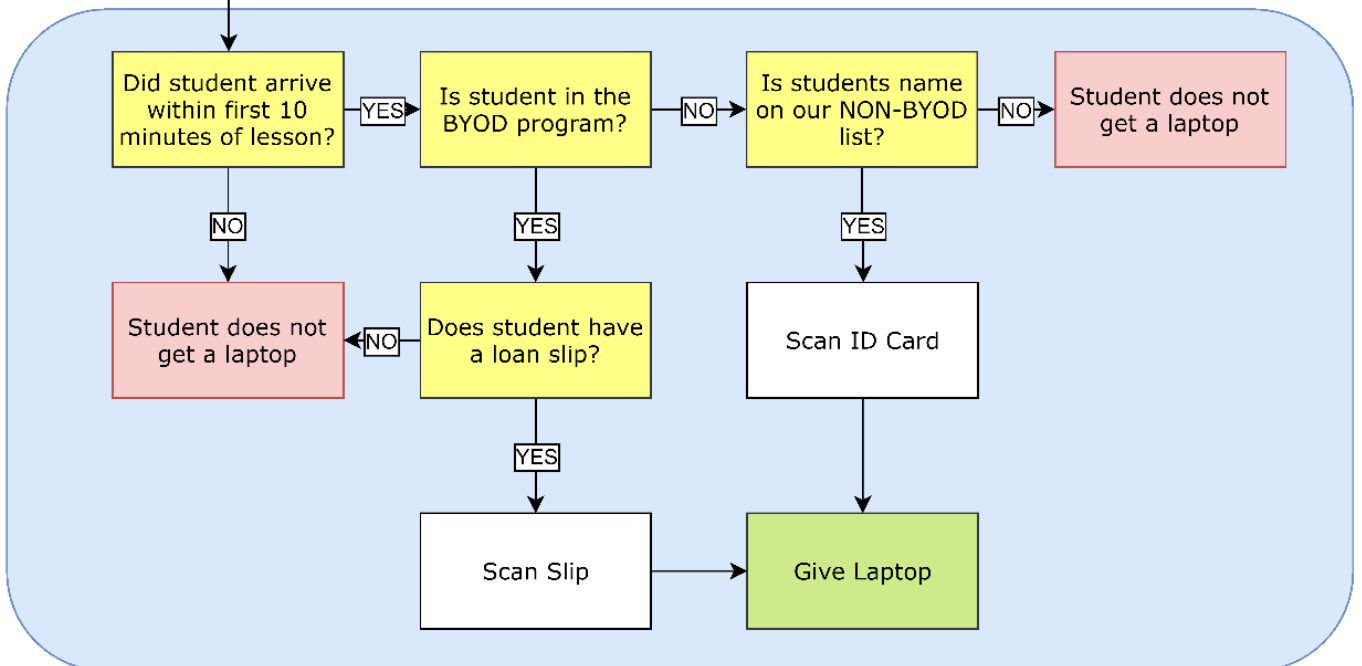 Did student arrive
within first 10
minutes of lesson?
YES
Is student in the
BYOD program?
NO
Is students name
on our NON-BYOD
list?
NO
Student does not
get a laptop
NO
YES
YES
Student does not
get a laptop
NO
Does student have
a loan slip?
Scan ID Card
YES
Scan Slip
Give Laptop